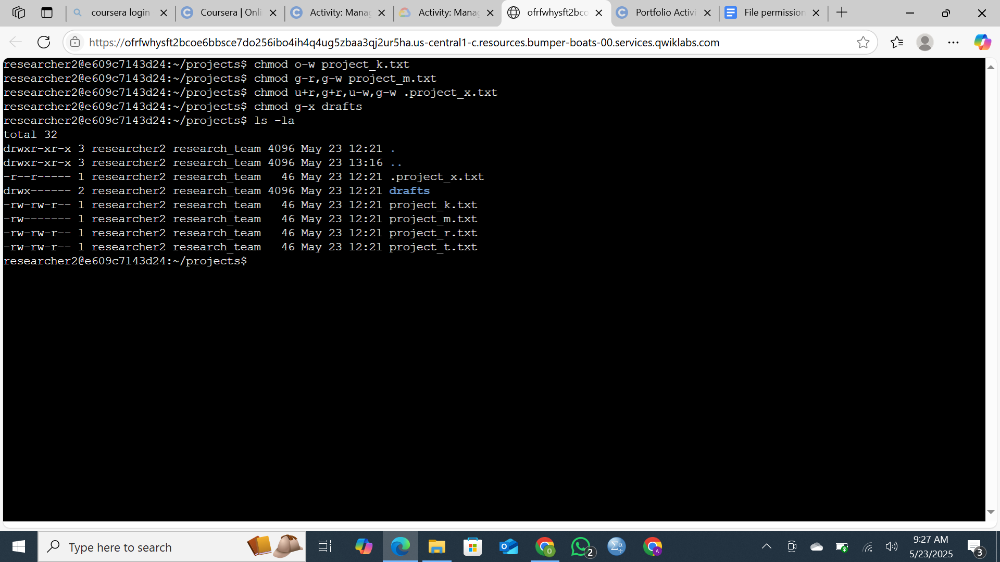 coursera login
Coursera | Onli
Activity: Manag
Activity: Manag
ofrfwhysft2bco
Portfolio Activi
File permission
https://ofrfwhysft2bcoe6bbsce7do256ibo4ih4q4ug5zbaa3qj2ur5ha.us-central1-c.resources.bumper-boats-00.services.qwiklabs.com
researcher2@e609c7143d24:~/projects$ chmod o-w project_k.txt
researcher2@e609c7143d24:~/projects$ chmod g-r,g-w project_m.txt
researcher2@e609c7143d24:~/projects$ chmod u+r,g+r,u-w,g-w .project_x.txt
researcher2@e609c7143d24:~/projects$ chmod g-x drafts
researcher2@e609c7143d24:~/projects$ ls -la
total 32
drwxr-xr-x 3 researcher2 research_team 4096 May 23 12:21 .
drwxr-xr-x 3 researcher2 research_team 4096 May 23 13:16 ..
-r--r----- 1 researcher2 research_team   46 May 23 12:21 .project_x.txt
drwx------ 2 researcher2 research_team 4096 May 23 12:21 drafts
-rw-rw-r-- 1 researcher2 research_team   46 May 23 12:21 project_k.txt
-rw------- 1 researcher2 research_team   46 May 23 12:21 project_m.txt
-rw-rw-r-- 1 researcher2 research_team   46 May 23 12:21 project_r.txt
-rw-rw-r-- 1 researcher2 research_team   46 May 23 12:21 project_t.txt
researcher2@e609c7143d24:~/projects$
Type here to search
2
9:27 AM
5/23/2025
3